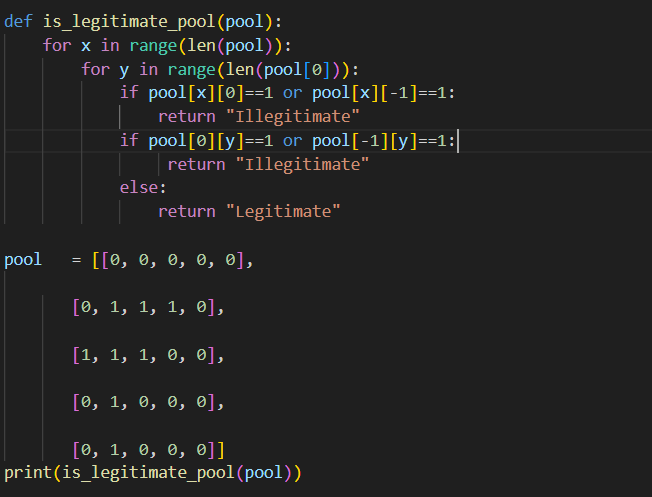 def is_legitimate_pool(pool):
    for x in range(len(pool)):
        for y in range(len(pool[0])):
            if pool[x][0]==1 or pool[x][-1]==1:
                return "Illegitimate"
            if pool[0][y]==1 or pool[-1][y]==1:
                 return "Illegitimate"
            else:
                return "Legitimate"
pool   = [[0, 0, 0, 0, 0],
       [0, 1, 1, 1, 0],
       [1, 1, 1, 0, 0],
       [0, 1, 0, 0, 0],
       [0, 1, 0, 0, 0]]
print(is_legitimate_pool(pool))